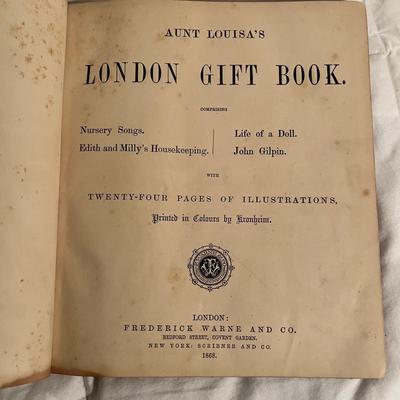 AUNT LOUISA'S
LONDON GIFT BOOK.
COMPRISING
Nursery Songs.
Edith and Milly's Housekeeping.
Life of a Doll.
John Gilpin.
WITH
TWENTY-FOUR PAGES OF ILLUSTRATIONS,
Printed in Colours by Kronheim.
LONDON:
FREDERICK WARNE AND CO.
BEDFORD STREET, COVENT GARDEN.
NEW YORK: SCRIBNER AND CO.
1868.